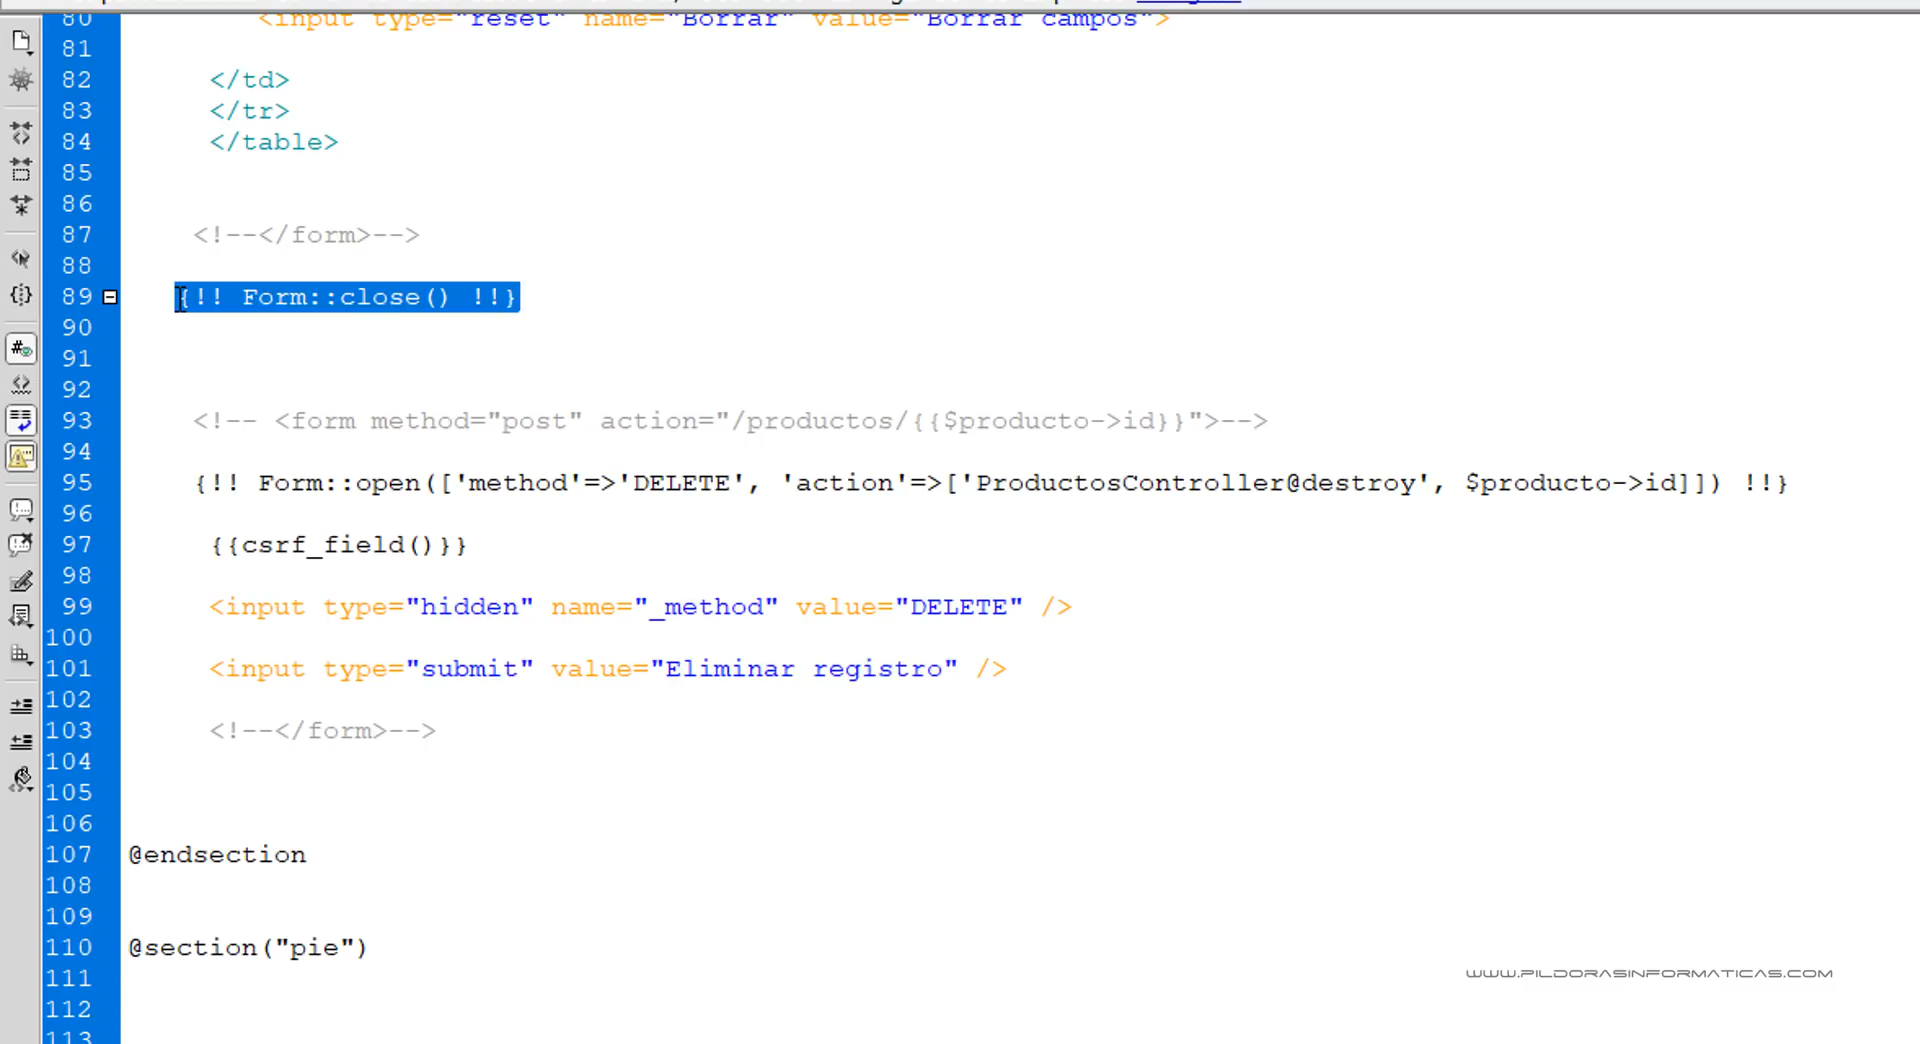 80 <input type="reset" name="Borrar" value="Borrar campos">
81
82 </td>
83 </tr>
84 </table>
85
86
87 <!--</form>-->
88
89 {!! Form::close() !!}
90
91
92
93 <!-- <form method="post" action="/productos/{{$producto->id}}">-->
94
95 {!! Form::open(['method'=>'DELETE', 'action'=>['ProductosController@destroy', $producto->id]]) !!}
96
97 {{csrf_field()}}
98
99 <input type="hidden" name="_method" value="DELETE" />
100
101 <input type="submit" value="Eliminar registro" />
102
103 <!--</form>-->
104
105
106
107 @endsection
108
109
110 @section("pie")
111
112
113
WWW.PILDORASINFORMATICAS.COM